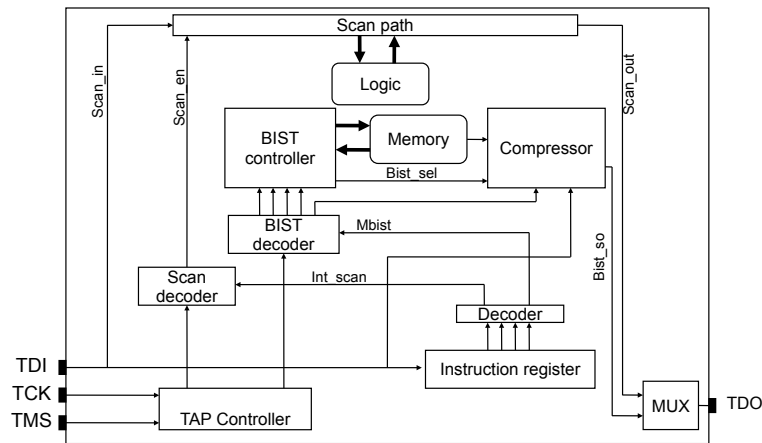 Scan path
Scan_in
Scan_en
Scan_out
Logic
BIST
controller
Memory
Compressor
Bist_sel
BIST
decoder
Mbist
Bist_so
Scan
decoder
Int_scan
Decoder
TDI
Instruction register
TCK
TMS
TAP Controller
MUX
TDO